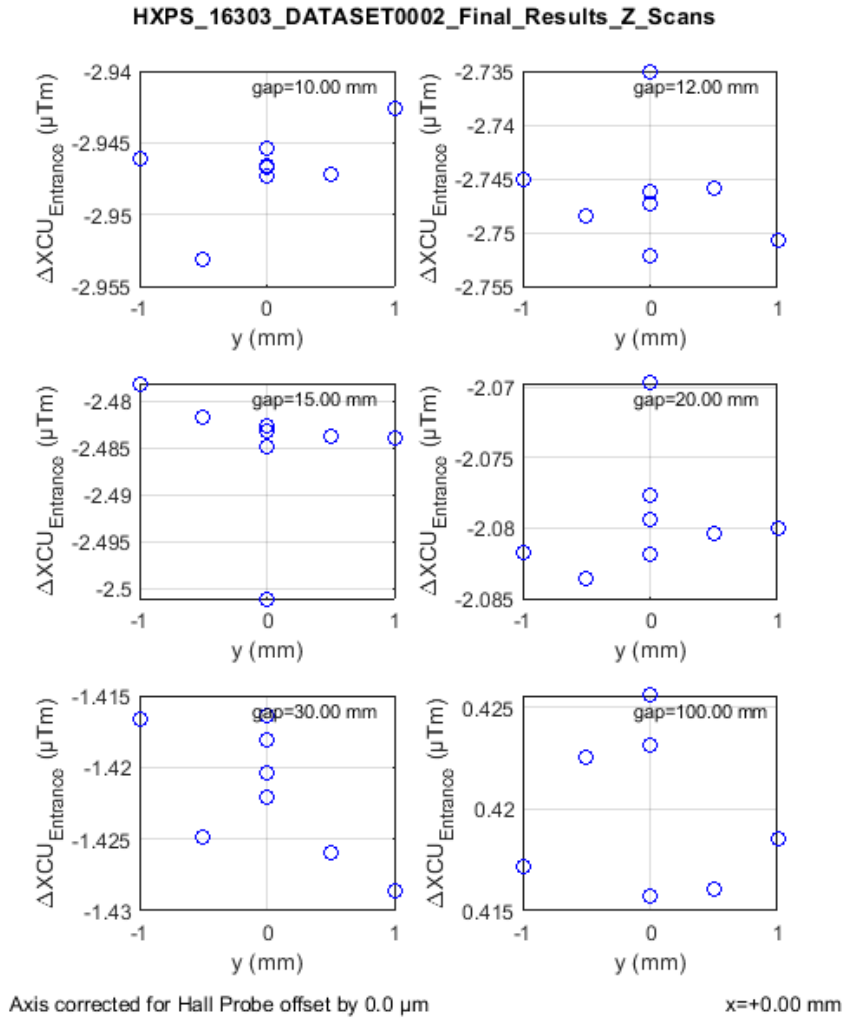 HXPS_16303_DATASET0002_Final_Results_Z_Scans
-2.94
-2.945
-2.95
-2.955
ΔXCU_Entrance (µTm)
gap=10.00 mm
-1 0 1
y (mm)
-2.735
-2.74
-2.745
-2.75
-2.755
ΔXCU_Entrance (µTm)
gap=12.00 mm
-1 0 1
y (mm)
-2.48
-2.485
-2.49
-2.495
-2.5
ΔXCU_Entrance (µTm)
gap=15.00 mm
-1 0 1
y (mm)
-2.07
-2.075
-2.08
-2.085
ΔXCU_Entrance (µTm)
gap=20.00 mm
-1 0 1
y (mm)
-1.415
-1.42
-1.425
-1.43
ΔXCU_Entrance (µTm)
gap=30.00 mm
-1 0 1
y (mm)
0.425
0.42
0.415
ΔXCU_Entrance (µTm)
gap=100.00 mm
-1 0 1
y (mm)
Axis corrected for Hall Probe offset by 0.0 µm
x=+0.00 mm